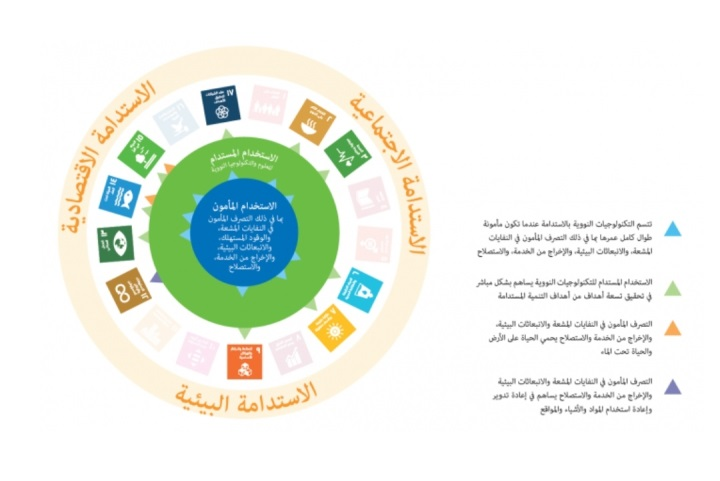 الاستدامة الاقتصادية
الاستدامة الاجتماعية
الاستدامة البيئية
الاستخدام المستدام
للعلوم والتكنولوجيا النووية
الاستخدام المأمون
بما في ذلك التصرف المأمون
في النفايات المشعة،
والوقود المستهلك،
والانبعاثات البيئية،
والإخراج من الخدمة،
والاستصلاح
١٧
٩
تتسم التكنولوجيات النووية بالاستدامة عندما تكون مأمونة
طوال كامل عمرها بما في ذلك التصرف المأمون في النفايات
المشعة، والانبعاثات البيئية، والإخراج من الخدمة، والاستصلاح
الاستخدام المستدام للتكنولوجيات النووية يساهم بشكل مباشر
في تحقيق تسعة أهداف من أهداف التنمية المستدامة
التصرف المأمون في النفايات المشعة والانبعاثات البيئية،
والإخراج من الخدمة والاستصلاح يحمي الحياة على الأرض
والحياة تحت الماء
التصرف المأمون في النفايات المشعة والانبعاثات البيئية
والإخراج من الخدمة والاستصلاح يساهم في إعادة تدوير
وإعادة استخدام المواد والأشياء والمواقع